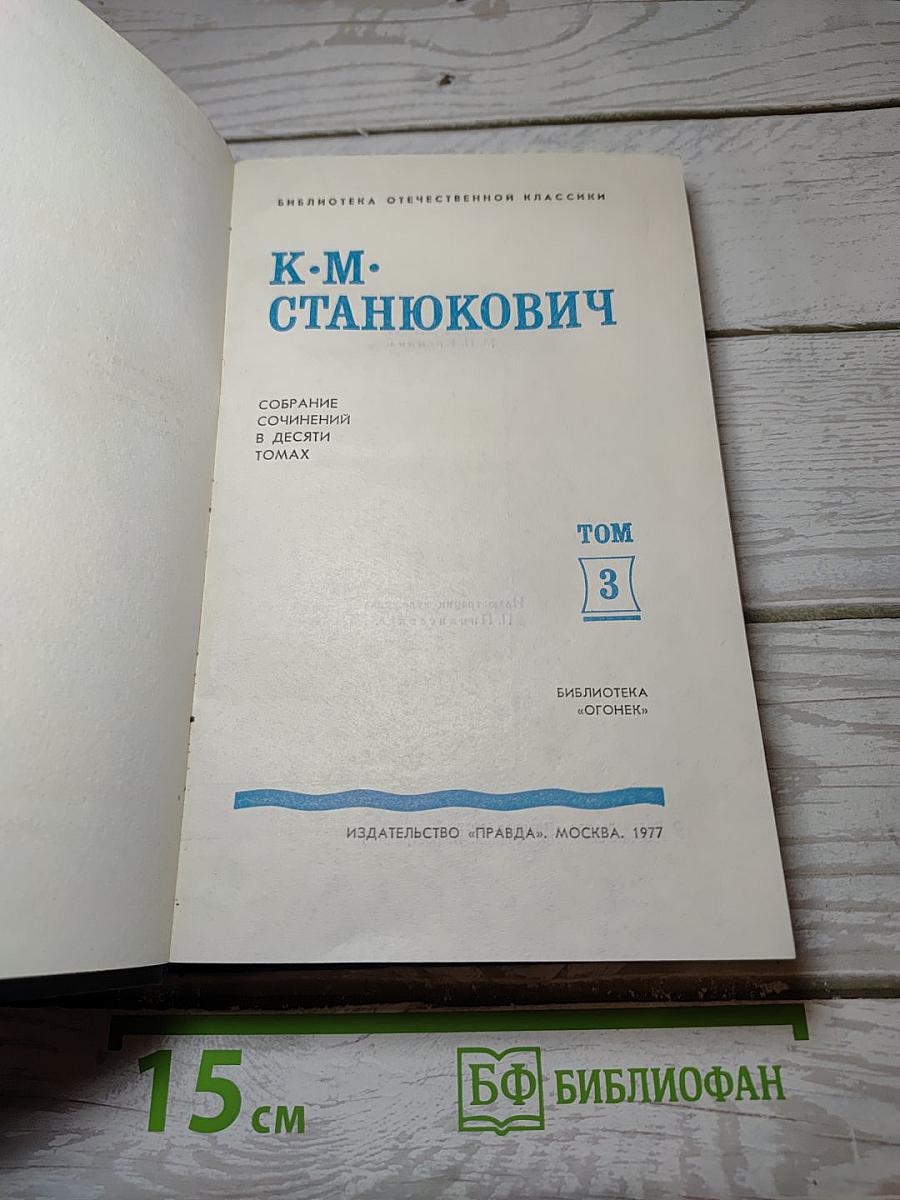 БИБЛИОТЕКА ОТЕЧЕСТВЕННОЙ КЛАССИКИ
К·М·
СТАНЮКОВИЧ
СОБРАНИЕ
СОЧИНЕНИЙ
В ДЕСЯТИ
ТОМАХ
ТОМ
3
БИБЛИОТЕКА
«ОГОНЕК»
ИЗДАТЕЛЬСТВО «ПРАВДА». МОСКВА. 1977
15 см
БФ БИБЛИОФАН